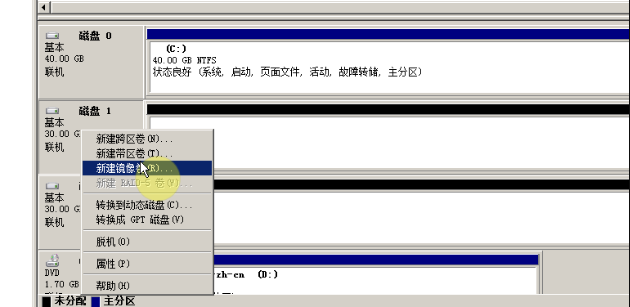 磁盘 0
基本
40.00 GB
联机
(C:)
40.00 GB NTFS
状态良好 (系统, 启动, 页面文件, 活动, 故障转储, 主分区)
磁盘 1
基本
30.00 G
联机
新建跨区卷(N)...
新建带区卷(T)...
新建镜像卷(R)...
新建 RAID-5 卷(V)...
转换到动态磁盘(C)...
转换成 GPT 磁盘(V)
脱机(O)
属性(P)
帮助(H)
基本
30.00 G
联机
DVD
1.70 GB
zh-cn (D:)
未分配 主分区